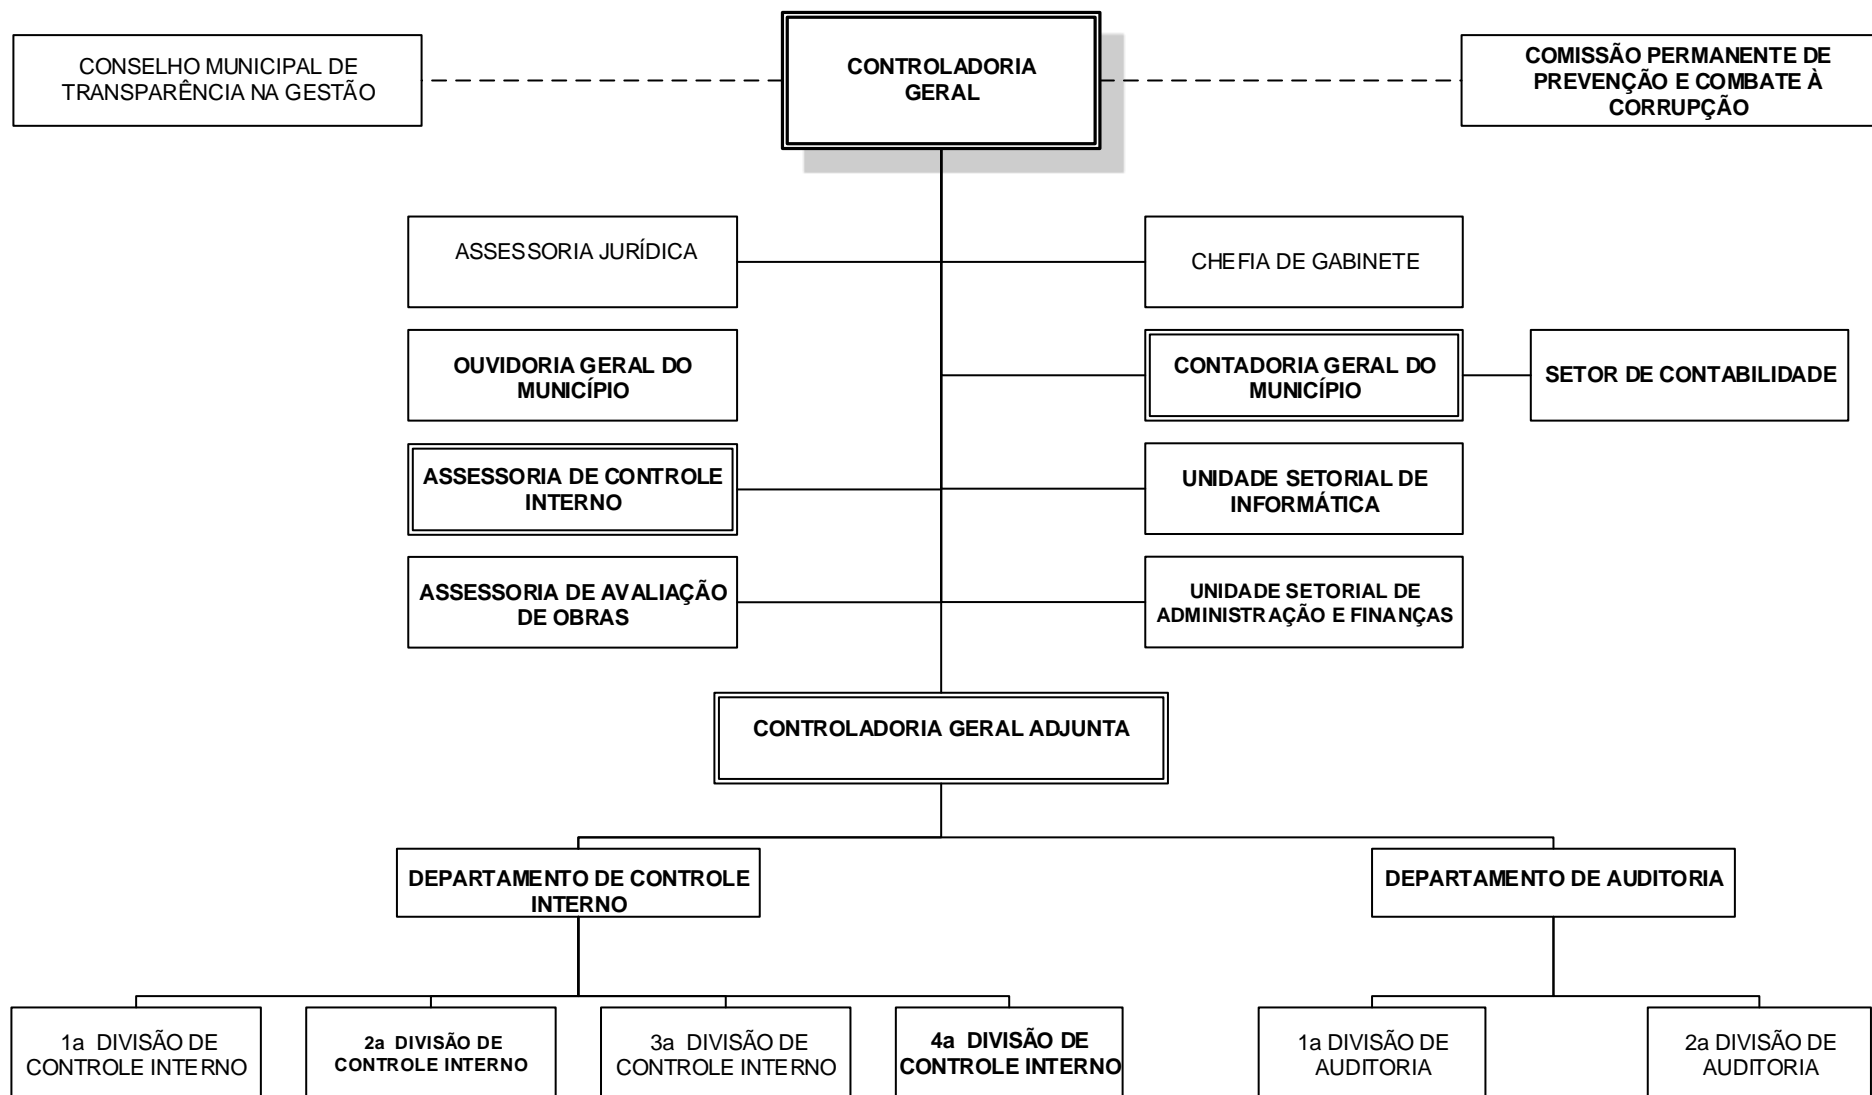 CONSELHO MUNICIPAL DE
TRANSPARÊNCIA NA GESTÃO
CONTROLADORIA
GERAL
COMISSÃO PERMANENTE DE
PREVENÇÃO E COMBATE À
CORRUPÇÃO
ASSESSORIA JURÍDICA
CHEFIA DE GABINETE
OUVIDORIA GERAL DO
MUNICÍPIO
CONTADORIA GERAL DO
MUNICÍPIO
SETOR DE CONTABILIDADE
ASSESSORIA DE CONTROLE
INTERNO
UNIDADE SETORIAL DE
INFORMÁTICA
ASSESSORIA DE AVALIAÇÃO
DE OBRAS
UNIDADE SETORIAL DE
ADMINISTRAÇÃO E FINANÇAS
CONTROLADORIA GERAL ADJUNTA
DEPARTAMENTO DE CONTROLE
INTERNO
DEPARTAMENTO DE AUDITORIA
1a DIVISÃO DE
CONTROLE INTERNO
2a DIVISÃO DE
CONTROLE INTERNO
3a DIVISÃO DE
CONTROLE INTERNO
4a DIVISÃO DE
CONTROLE INTERNO
1a DIVISÃO DE
AUDITORIA
2a DIVISÃO DE
AUDITORIA